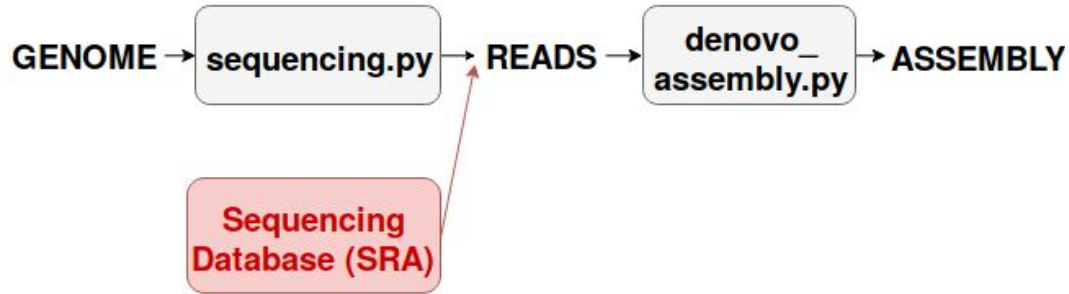 GENOME
sequencing.py
READS
denovo_
assembly.py
ASSEMBLY
Sequencing
Database (SRA)